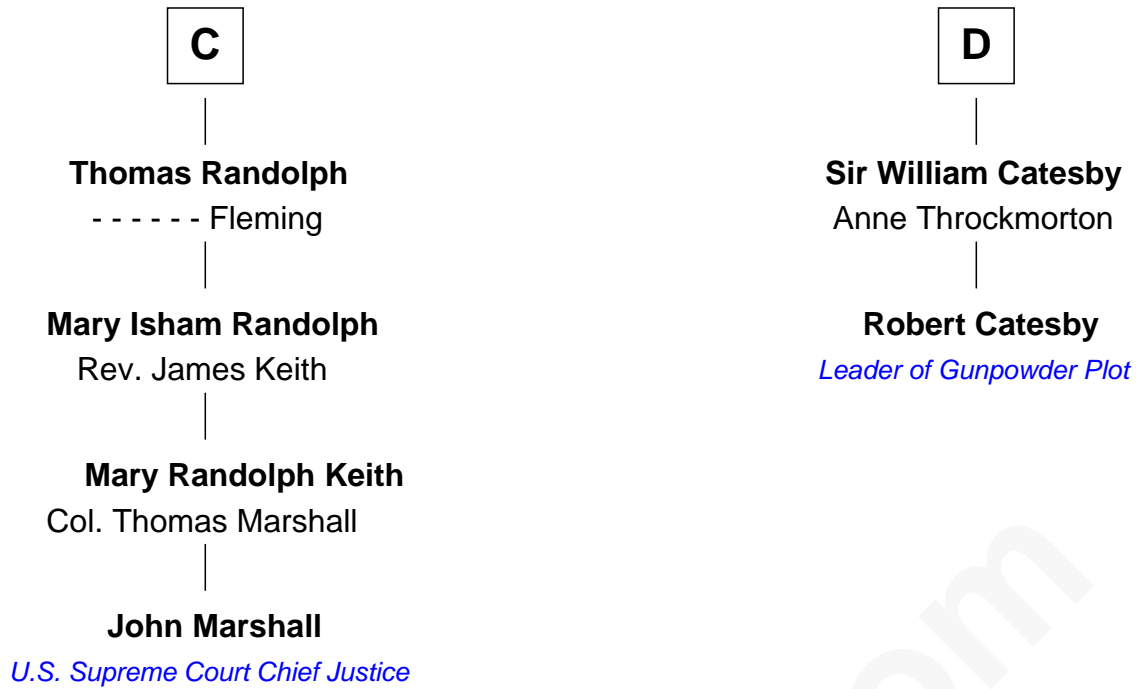 C
Thomas Randolph
- - - - - - Fleming
Mary Isham Randolph
Rev. James Keith
Mary Randolph Keith
Col. Thomas Marshall
John Marshall
U.S. Supreme Court Chief Justice
D
Sir William Catesby
Anne Throckmorton
Robert Catesby
Leader of Gunpowder Plot
om